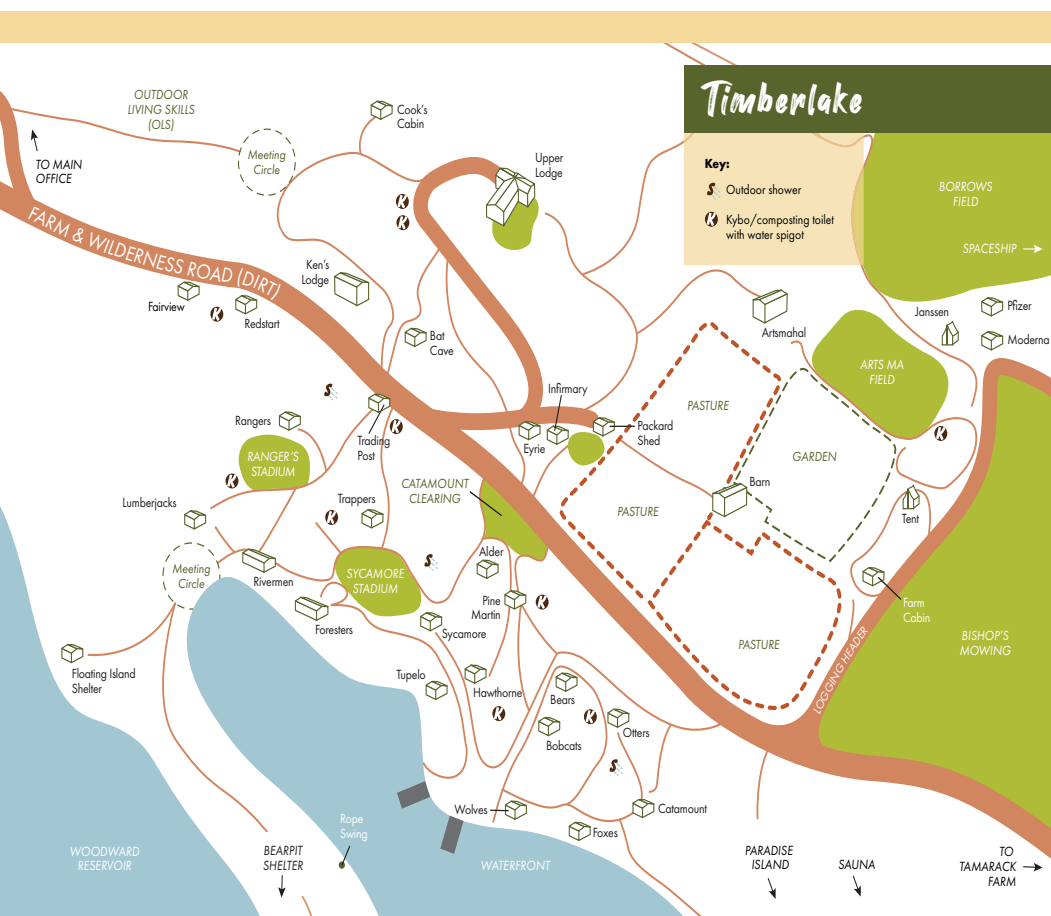 Timberlake
Key:
Outdoor shower
K
Kybo/composting toilet
with water spigot
OUTDOOR
LIVING SKILLS
(OLS)
Cook's
Cabin
Meeting
Circle
TO MAIN
OFFICE
Upper
Lodge
K
K
BORROWS
FIELD
SPACESHIP
FARM & WILDERNESS ROAD (DIRT)
Ken's
Lodge
Fairview
K
Redstart
Bat
Cave
Artsmahal
Janssen
Pfizer
Moderna
ARTS MA
FIELD
S
Infirmary
PASTURE
Rangers
Trading
Post
K
Eyrie
Packard
Shed
K
RANGER'S
STADIUM
K
GARDEN
CATAMOUNT
CLEARING
Barn
Lumberjacks
Trappers
K
PASTURE
Tent
Meeting
Circle
Rivermen
SYCAMORE
STADIUM
S
Alder
Pine
Martin
K
Farm
Cabin
Foresters
Sycamore
BISHOP'S
MOWING
PASTURE
LOGGING HEADER
Floating Island
Shelter
Tupelo
Hawthorne
K
Bears
K
Bobcats
Otters
S
Wolves
Catamount
Foxes
Rope
Swing
WOODWARD
RESERVOIR
BEARPIT
SHELTER
WATERFRONT
PARADISE
ISLAND
SAUNA
TO
TAMARACK
FARM